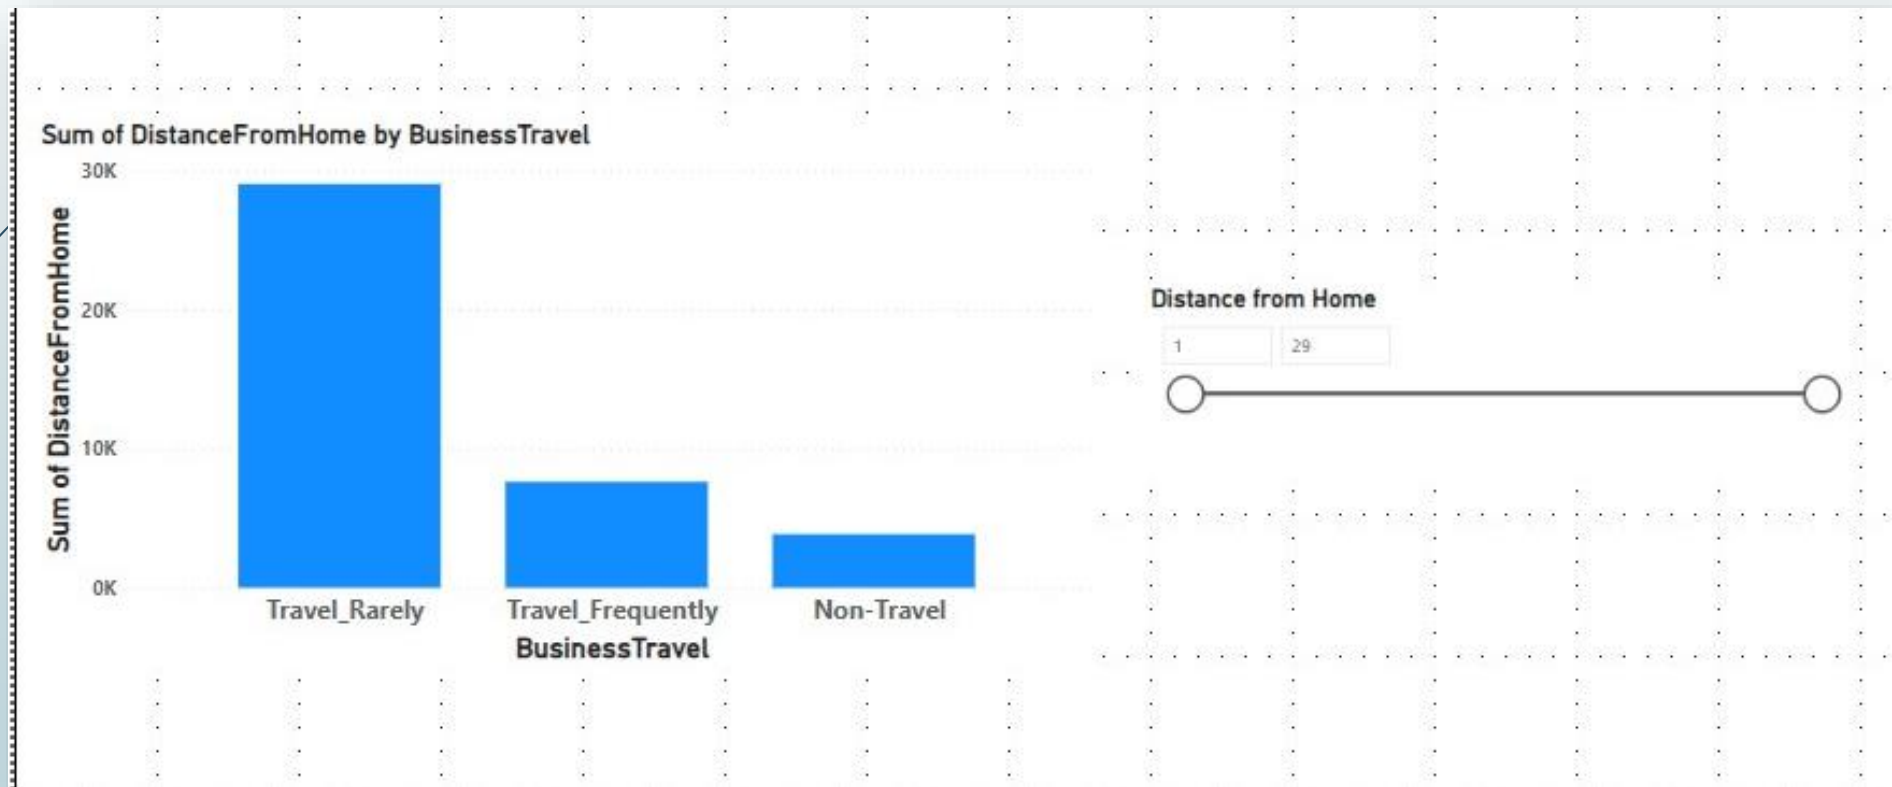 Sum of DistanceFromHome by BusinessTravel
Sum of DistanceFromHome
30K
20K
10K
0K
Travel_Rarely Travel_Frequently Non-Travel
BusinessTravel
Distance from Home
1 29